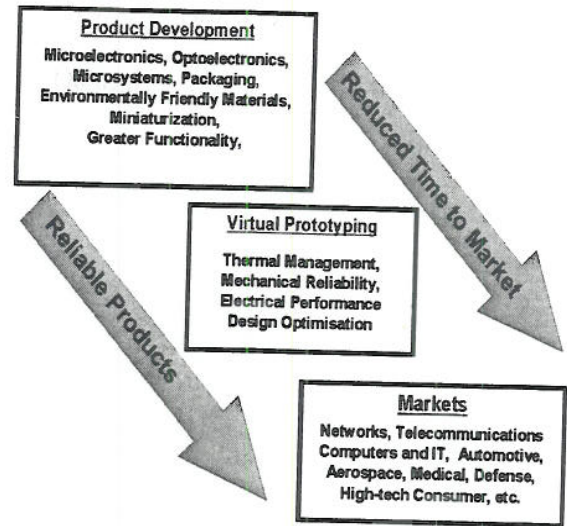 Product Development
Microelectronics, Optoelectronics,
Microsystems, Packaging,
Environmentally Friendly Materials,
Miniaturization,
Greater Functionality,
Reduced Time to Market
Reliable Products
Virtual Prototyping
Thermal Management,
Mechanical Reliability,
Electrical Performance
Design Optimisation
Markets
Networks, Telecommunications
Computers and IT, Automotive,
Aerospace, Medical, Defense,
High-tech Consumer, etc.